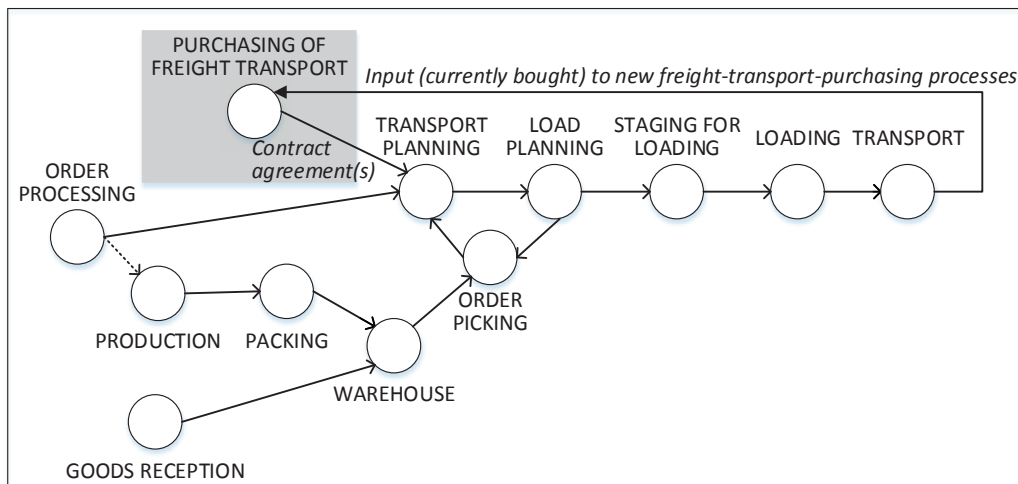 PURCHASING OF
FREIGHT TRANSPORT
Input (currently bought) to new freight-transport-purchasing processes
Contract
agreement(s)
TRANSPORT
PLANNING
LOAD
PLANNING
STAGING FOR
LOADING
LOADING
TRANSPORT
ORDER
PROCESSING
ORDER
PICKING
PRODUCTION
PACKING
WAREHOUSE
GOODS RECEPTION